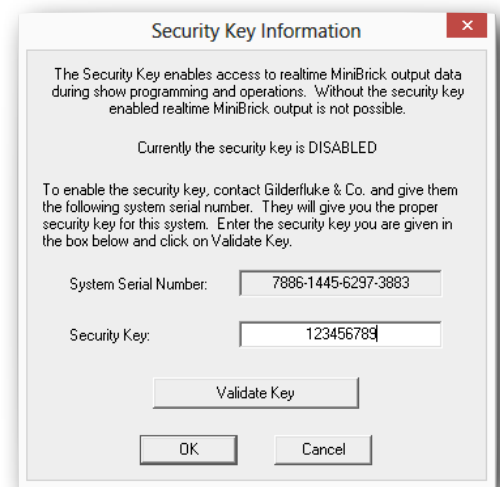 Security Key Information
The Security Key enables access to realtime MiniBrick output data
during show programming and operations. Without the security key
enabled realtime MiniBrick output is not possible.
Currently the security key is DISABLED
To enable the security key, contact Gilderfluke & Co. and give them
the following system serial number. They will give you the proper
security key for this system. Enter the security key you are given in
the box below and click on Validate Key.
System Serial Number: 7886-1445-6297-3883
Security Key: 123456789
Validate Key
OK Cancel